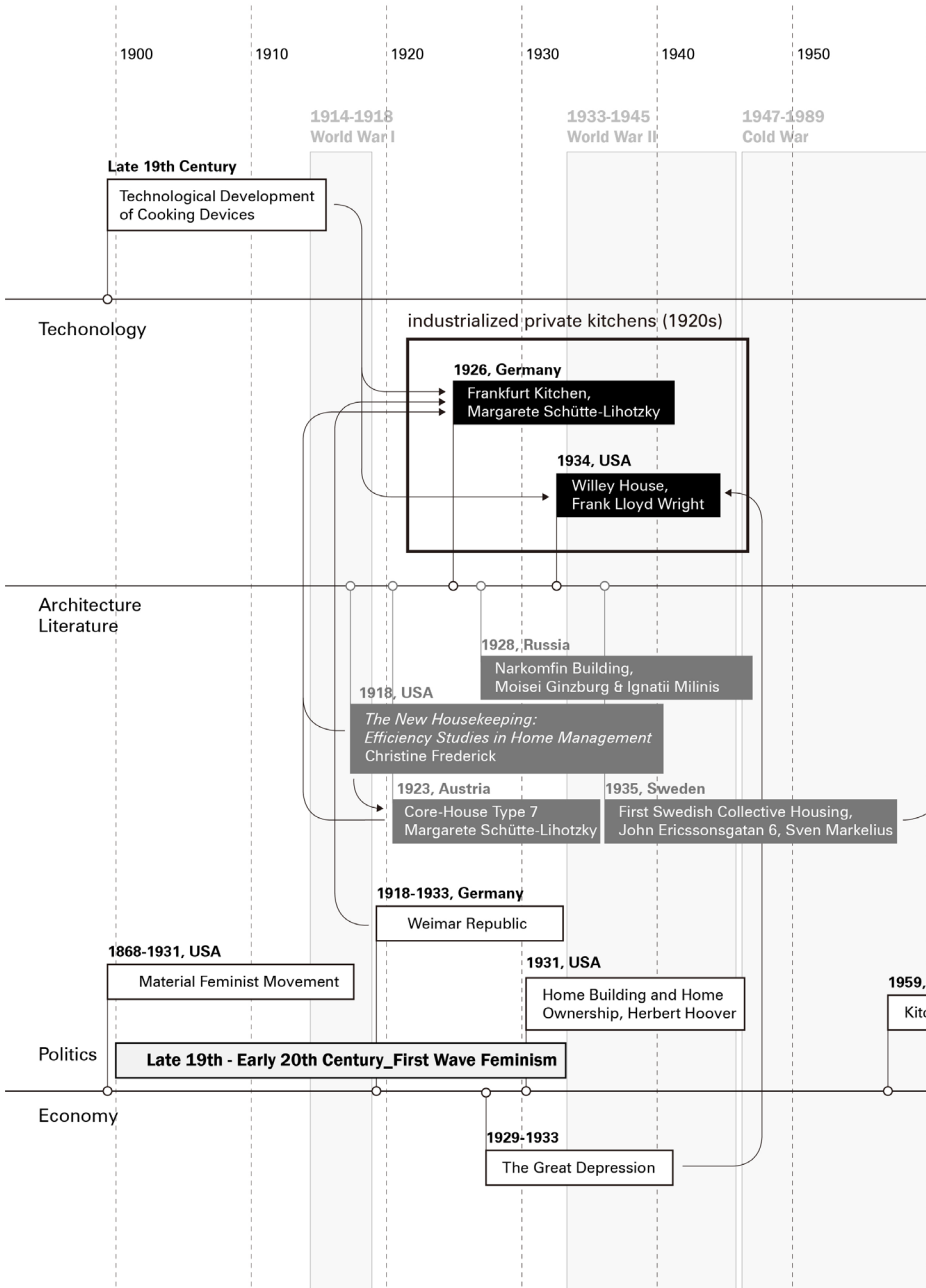 1900
1910
1920
1930
1940
1950
1914-1918
World War I
1933-1945
World War II
1947-1989
Cold War
Late 19th Century
Technological Development
of Cooking Devices
Techonology
industrialized private kitchens (1920s)
1926, Germany
Frankfurt Kitchen,
Margarete Schütte-Lihotzky
1934, USA
Willey House,
Frank Lloyd Wright
Architecture
Literature
1928, Russia
Narkomfin Building,
Moisei Ginzburg & Ignatii Milinis
1918, USA
The New Housekeeping:
Efficiency Studies in Home Management
Christine Frederick
1923, Austria
Core-House Type 7
Margarete Schütte-Lihotzky
1935, Sweden
First Swedish Collective Housing,
John Ericssonsgatan 6, Sven Markelius
1918-1933, Germany
Weimar Republic
1868-1931, USA
Material Feminist Movement
1931, USA
Home Building and Home
Ownership, Herbert Hoover
1959,
Politics
Late 19th - Early 20th Century_First Wave Feminism
Economy
1929-1933
The Great Depression